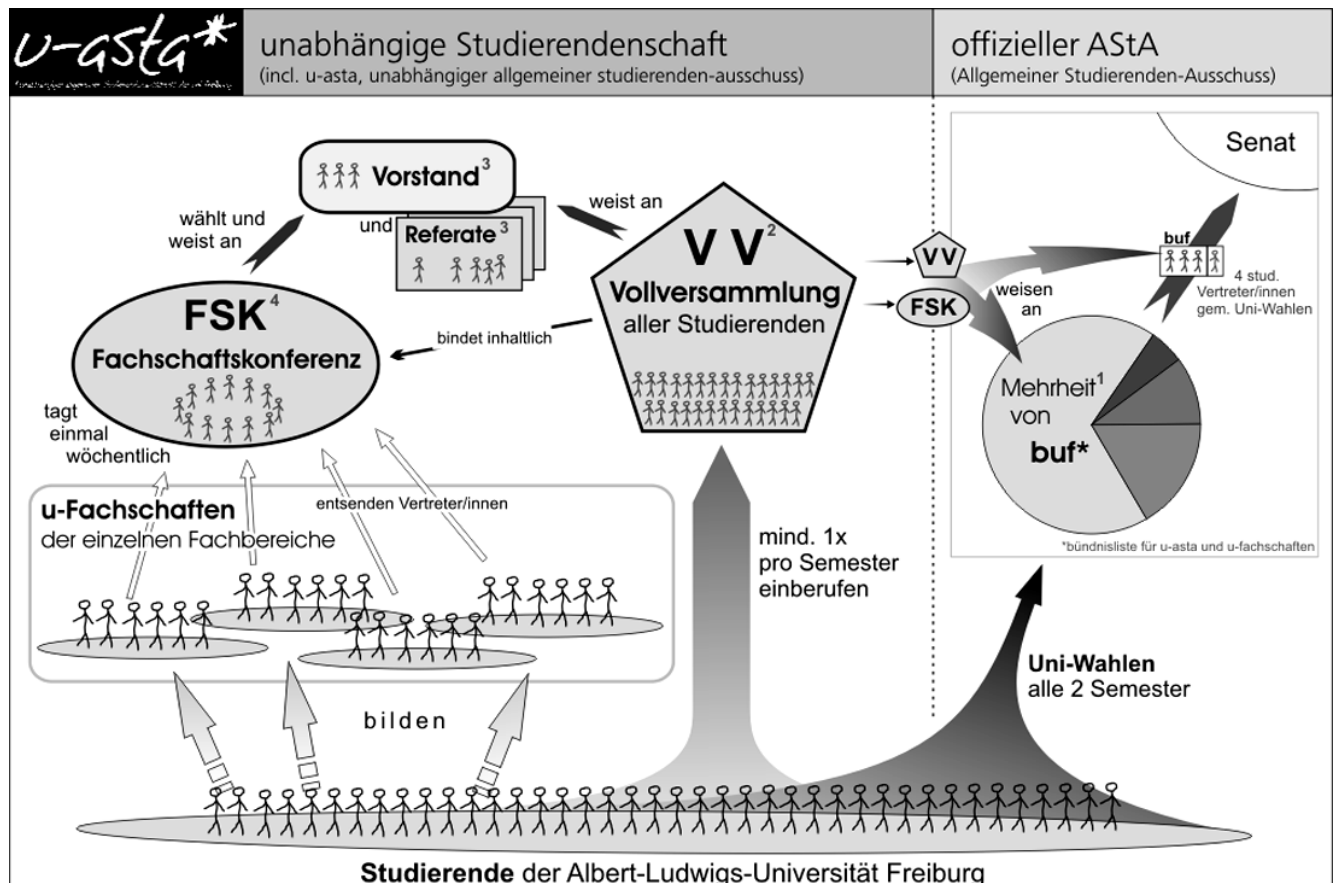 u-asta*
unabhängige Studierendenschaft
(incl. u-asta, unabhängiger allgemeiner studierenden-ausschuss)
offizieller AStA
(Allgemeiner Studierenden-Ausschuss)
Senat
Vorstand³
und
Referate³
wählt und
weist an
weist an
V V²
Vollversammlung
aller Studierenden
FSK⁴
Fachschaftskonferenz
bindet inhaltlich
tagt
einmal
wöchentlich
V V
FSK
weisen
an
buf
4 stud.
Vertreter/innen
gem. Uni-Wahlen
Mehrheit¹
von
buf*
*bündnisliste für u-asta und u-fachschaften
u-Fachschaften
der einzelnen Fachbereiche
entsenden Vertreter/innen
mind. 1x
pro Semester
einberufen
Uni-Wahlen
alle 2 Semester
bilden
Studierende der Albert-Ludwigs-Universität Freiburg